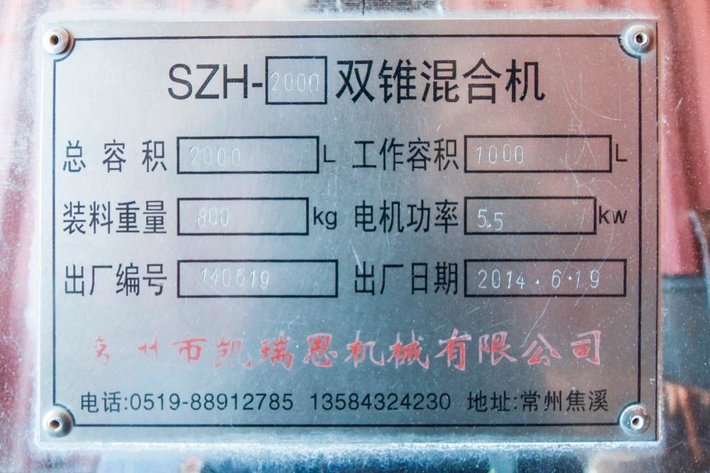 SZH-2000双锥混合机
总容积 2000 L 工作容积 1000 L
装料重量 800 kg 电机功率 5.5 kw
出厂编号 140619 出厂日期 2014.6.19
常州市凯瑞恩机械有限公司
电话:0519-88912785 13584324230 地址:常州焦溪